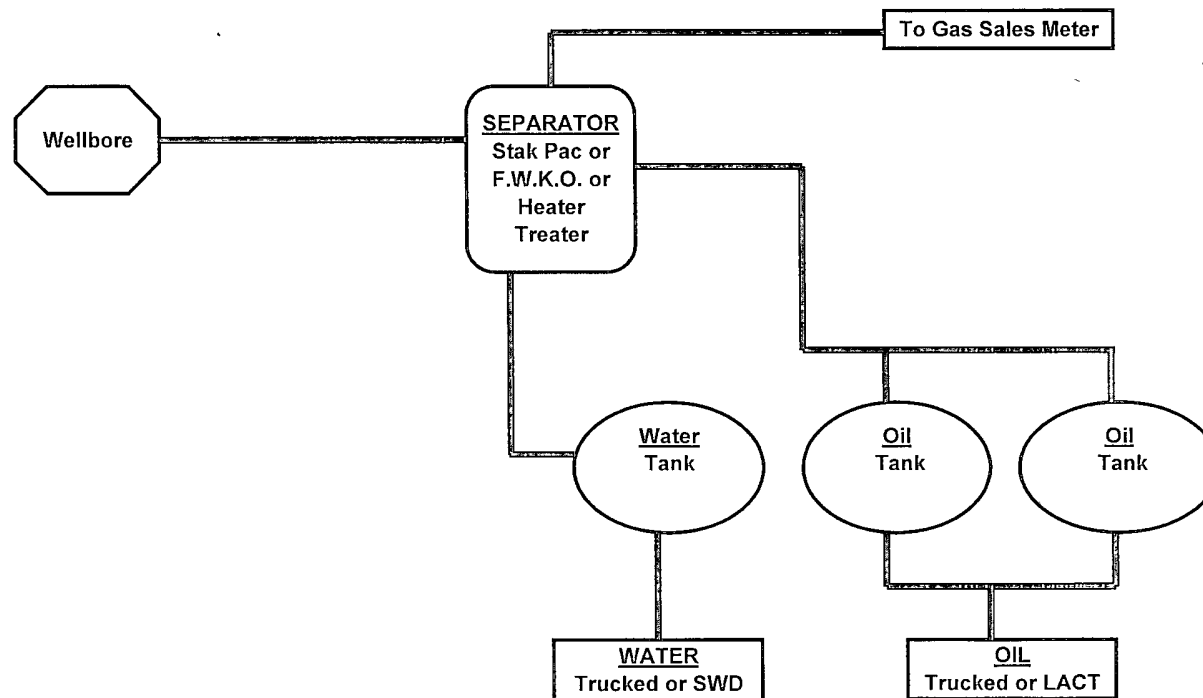 To Gas Sales Meter
Wellbore
SEPARATOR
Stak Pac or
F.W.K.O. or
Heater
Treater
Water
Tank
Oil
Tank
Oil
Tank
WATER
Trucked or SWD
OIL
Trucked or LACT